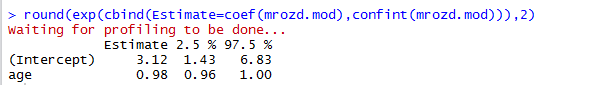 > round(exp(cbind(Estimate=coef(mrozd.mod),confint(mrozd.mod))),2)
Waiting for profiling to be done...
Estimate 2.5 % 97.5 %
(Intercept) 3.12 1.43 6.83
age 0.98 0.96 1.00